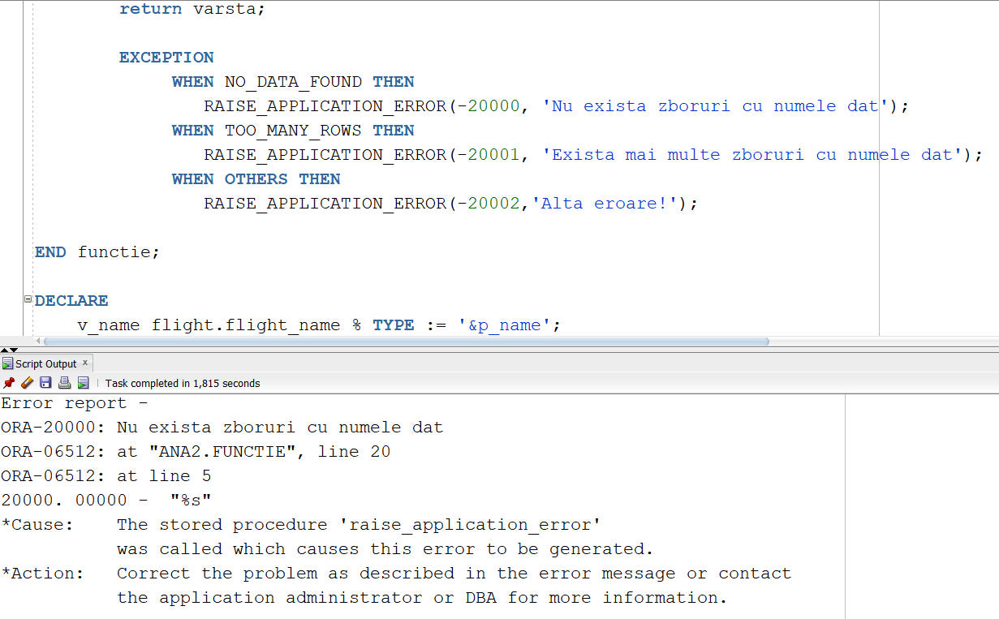 return varsta;
EXCEPTION
WHEN NO_DATA_FOUND THEN
RAISE_APPLICATION_ERROR(-20000, 'Nu exista zboruri cu numele dat');
WHEN TOO_MANY_ROWS THEN
RAISE_APPLICATION_ERROR(-20001, 'Exista mai multe zboruri cu numele dat');
WHEN OTHERS THEN
RAISE_APPLICATION_ERROR(-20002,'Alta eroare!');
END functie;
DECLARE
v_name flight.flight_name % TYPE := '&p_name';
Script Output x
Task completed in 1,815 seconds
Error report -
ORA-20000: Nu exista zboruri cu numele dat
ORA-06512: at "ANA2.FUNCTIE", line 20
ORA-06512: at line 5
20000. 00000 -  "%s"
*Cause:    The stored procedure 'raise_application_error'
was called which causes this error to be generated.
*Action:   Correct the problem as described in the error message or contact
the application administrator or DBA for more information.